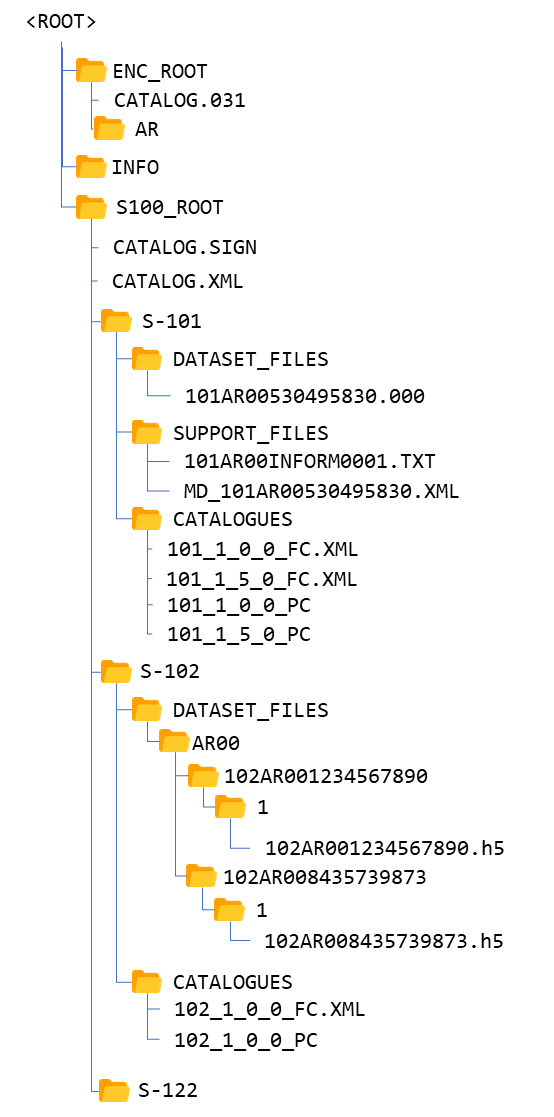 <ROOT>
ENC_ROOT
CATALOG.031
AR
INFO
S100_ROOT
CATALOG.SIGN
CATALOG.XML
S-101
DATASET_FILES
101AR00530495830.000
SUPPORT_FILES
101AR00INFORM0001.TXT
MD_101AR00530495830.XML
CATALOGUES
101_1_0_0_FC.XML
101_1_5_0_FC.XML
101_1_0_0_PC
101_1_5_0_PC
S-102
DATASET_FILES
AR00
102AR001234567890
1
102AR001234567890.h5
102AR008435739873
1
102AR008435739873.h5
CATALOGUES
102_1_0_0_FC.XML
102_1_0_0_PC
S-122